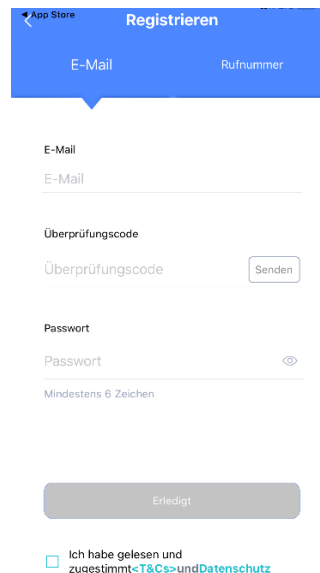 App Store
Registrieren
E-Mail
Rufnummer
E-Mail
E-Mail
Überprüfungscode
Überprüfungscode
Senden
Passwort
Passwort
Mindestens 6 Zeichen
Erledigt
Ich habe gelesen und
zugestimmt<T&Cs>undDatenschutz